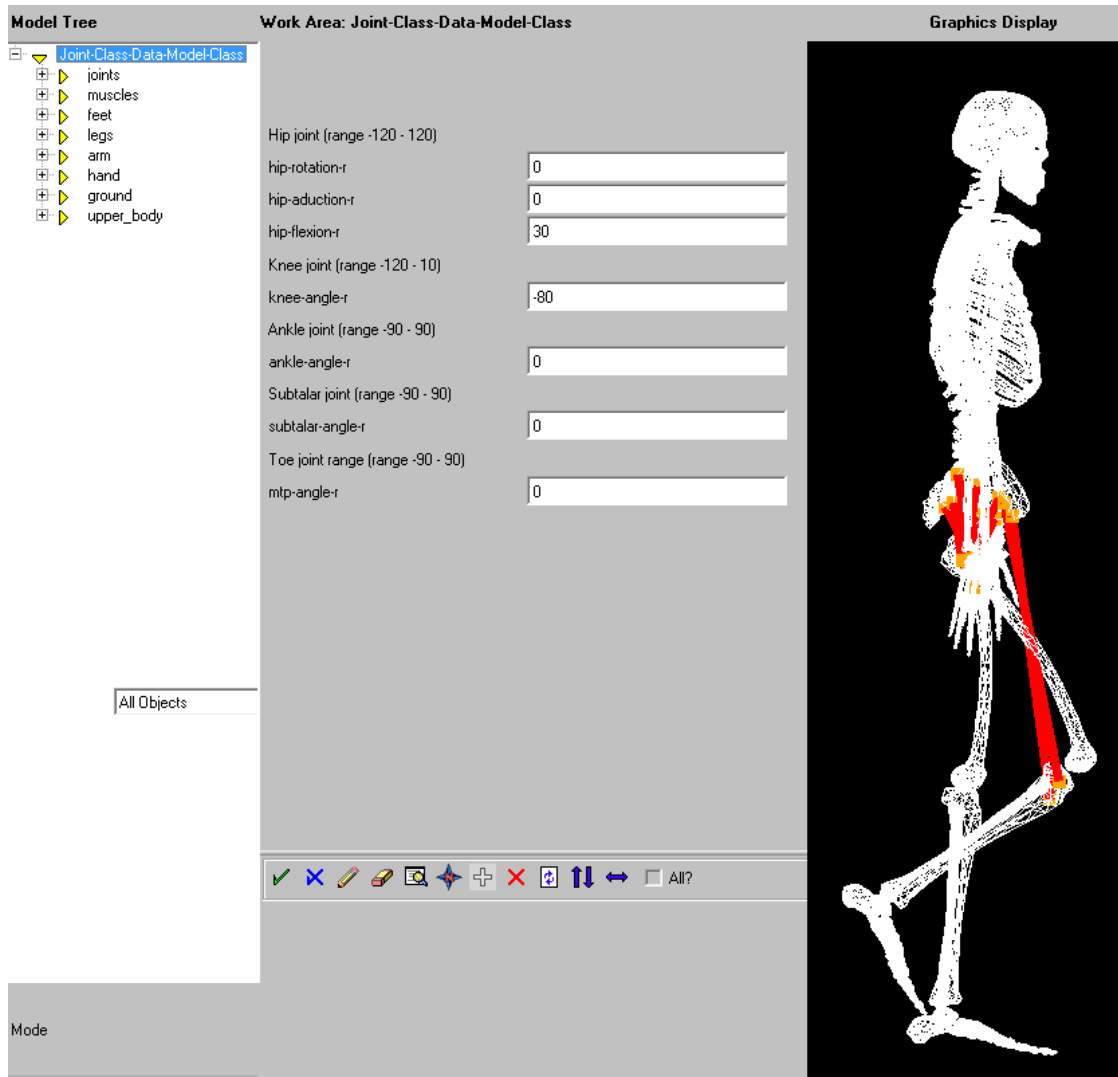 Model Tree
Work Area: Joint-Class-Data-Model-Class
Graphics Display
Joint-Class-Data-Model-Class
joints
muscles
feet
legs
arm
hand
ground
upper_body
All Objects
Mode
Hip joint (range -120 - 120)
hip-rotation-r 0
hip-aduction-r 0
hip-flexion-r 30
Knee joint (range -120 - 10)
knee-angle-r -80
Ankle joint (range -90 - 90)
ankle-angle-r 0
Subtalar joint (range -90 - 90)
subtalar-angle-r 0
Toe joint range (range -90 - 90)
mtp-angle-r 0
All?